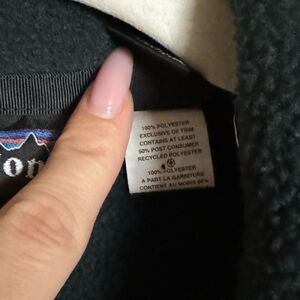 on
100% POLYESTER
EXCLUSIVE OF TRIM
CONTAINS AT LEAST
50% POST CONSUMER
RECYCLED POLYESTER
100% POLYESTER
A PART LA GARNITURE
CONTIENT AU MOINS